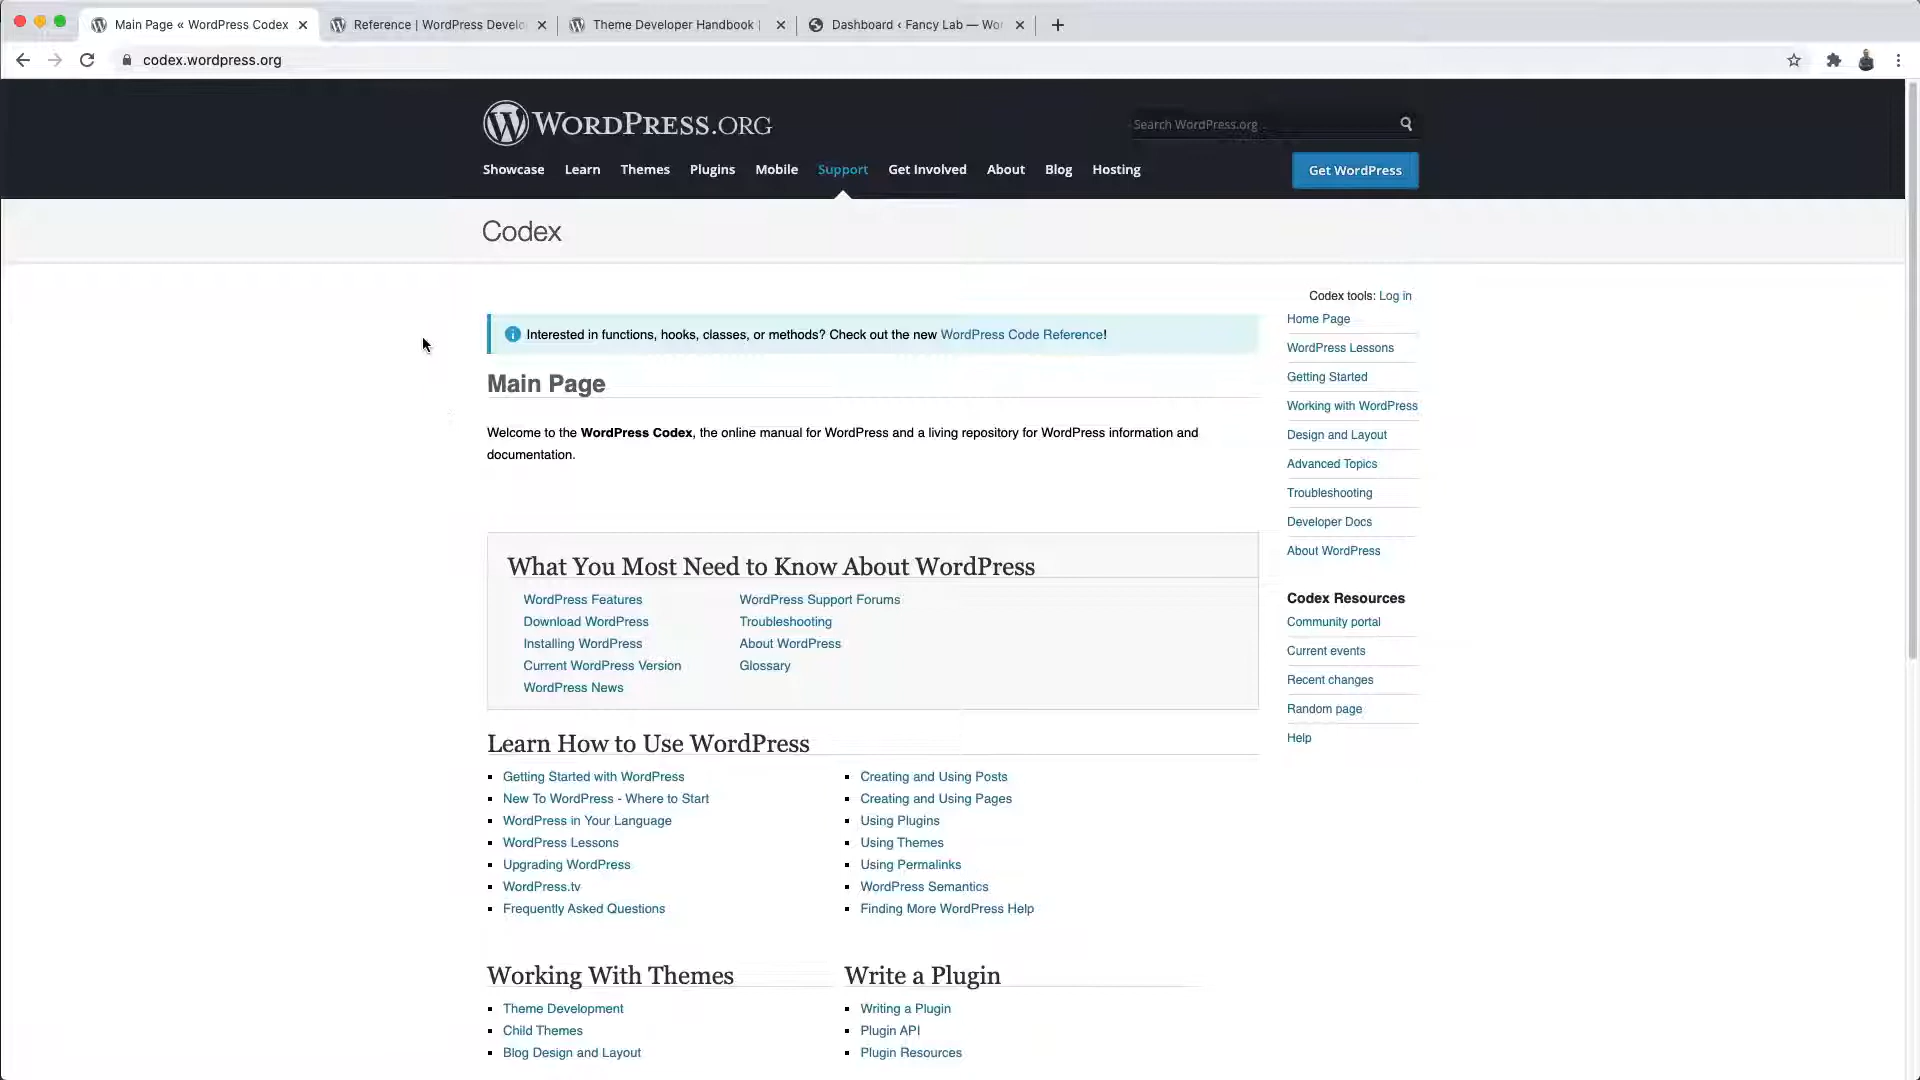 Main Page « WordPress Codex
Reference | WordPress Develo
Theme Developer Handbook |
Dashboard ‹ Fancy Lab — Wo
codex.wordpress.org
WORDPRESS.ORG
Search WordPress.org
Showcase Learn Themes Plugins Mobile Support Get Involved About Blog Hosting
Get WordPress
Codex
Codex tools: Log in
Interested in functions, hooks, classes, or methods? Check out the new WordPress Code Reference!
Main Page
Welcome to the WordPress Codex, the online manual for WordPress and a living repository for WordPress information and
documentation.
What You Most Need to Know About WordPress
WordPress Features
Download WordPress
Installing WordPress
Current WordPress Version
WordPress News
WordPress Support Forums
Troubleshooting
About WordPress
Glossary
Learn How to Use WordPress
Getting Started with WordPress
New To WordPress - Where to Start
WordPress in Your Language
WordPress Lessons
Upgrading WordPress
WordPress.tv
Frequently Asked Questions
Creating and Using Posts
Creating and Using Pages
Using Plugins
Using Themes
Using Permalinks
WordPress Semantics
Finding More WordPress Help
Working With Themes
Theme Development
Child Themes
Blog Design and Layout
Write a Plugin
Writing a Plugin
Plugin API
Plugin Resources
Home Page
WordPress Lessons
Getting Started
Working with WordPress
Design and Layout
Advanced Topics
Troubleshooting
Developer Docs
About WordPress
Codex Resources
Community portal
Current events
Recent changes
Random page
Help